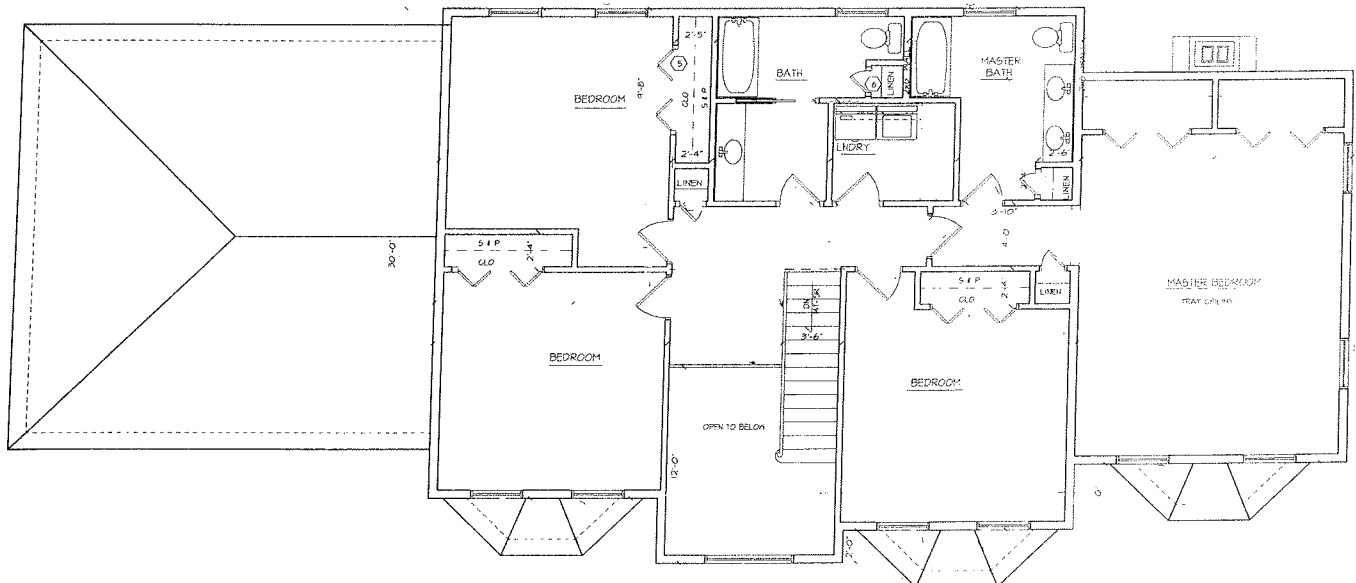 BEDROOM
4'-8"
2'-5"
5
CLO
S & P
2'-4"
LINEN
BATH
6
LINEN
LNDRY
MASTER
BATH
2'-6"
LINEN
3'-10"
4'-0
S & P
CLO
2'-4"
30'-0"
BEDROOM
DN
3'-6"
OPEN TO BELOW
12'-0"
S & P
CLO
2'-4"
LINEN
BEDROOM
2'-0"
MASTER BEDROOM
TRAY CEILING